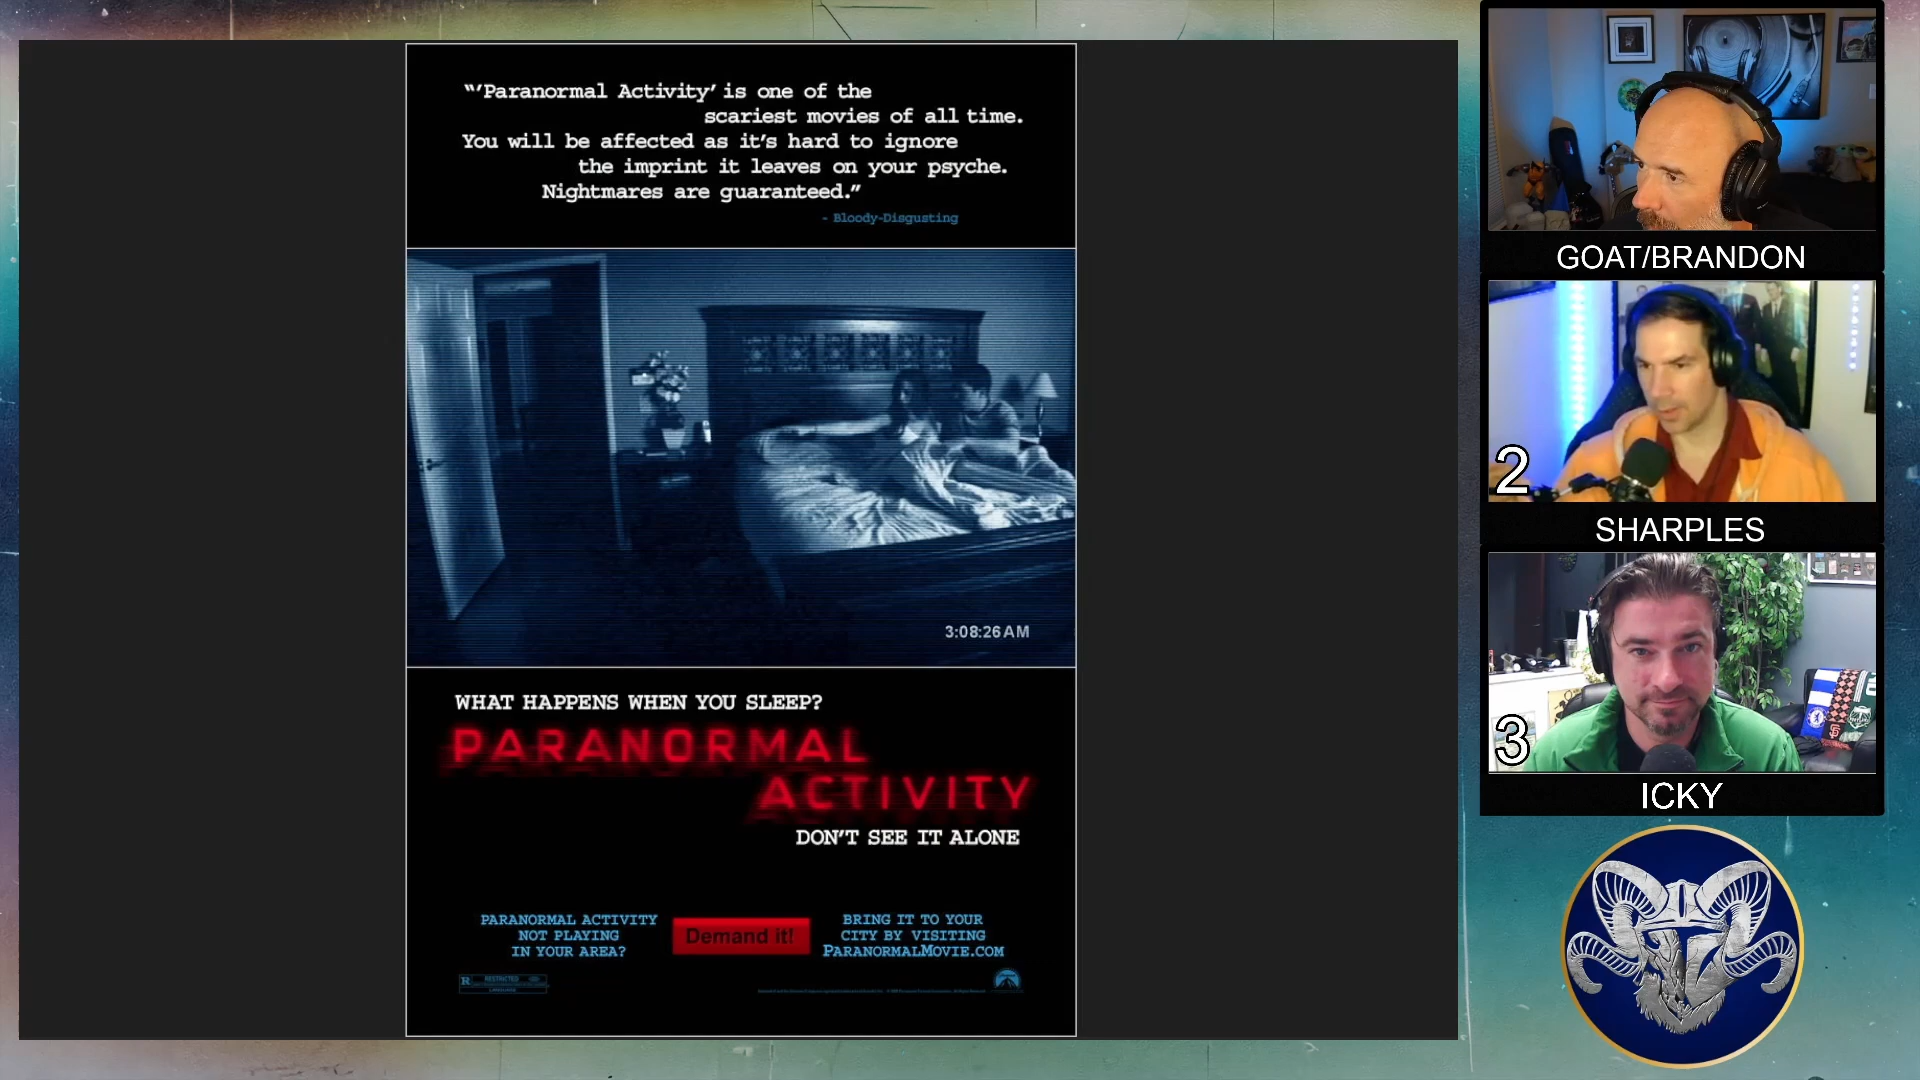 “‘Paranormal Activity’ is one of the
scariest movies of all time.
You will be affected as it’s hard to ignore
the imprint it leaves on your psyche.
Nightmares are guaranteed.”
- Bloody-Disgusting
3:08:26 AM
WHAT HAPPENS WHEN YOU SLEEP?
PARANORMAL
ACTIVITY
DON’T SEE IT ALONE
PARANORMAL ACTIVITY
NOT PLAYING
IN YOUR AREA?
Demand it!
BRING IT TO YOUR
CITY BY VISITING
PARANORMALMOVIE.COM
R RESTRICTED
LANGUAGE
GOAT/BRANDON
2
SHARPLES
3
ICKY